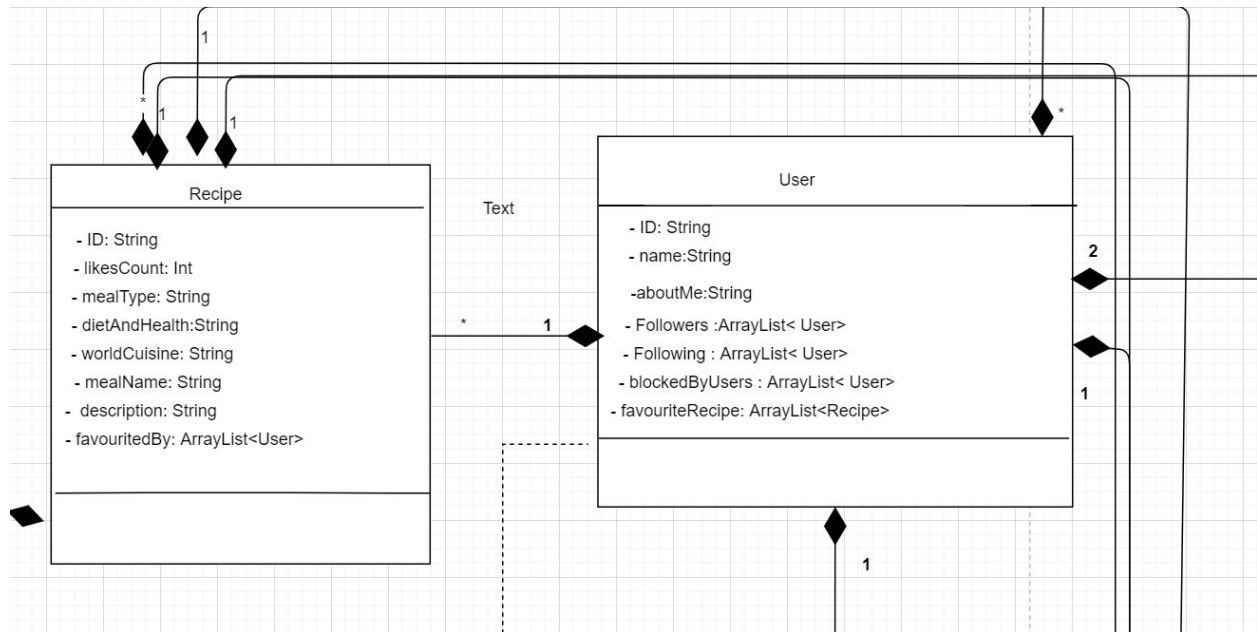 1
*
1
1
*
Recipe
- ID: String
- likesCount: Int
- mealType: String
- dietAndHealth:String
- worldCuisine: String
- mealName: String
- description: String
- favouritedBy: ArrayList<User>
Text
*
1
User
- ID: String
- name:String
-aboutMe:String
- Followers :ArrayList< User>
- Following : ArrayList< User>
- blockedByUsers : ArrayList< User>
- favouriteRecipe: ArrayList<Recipe>
2
1
1